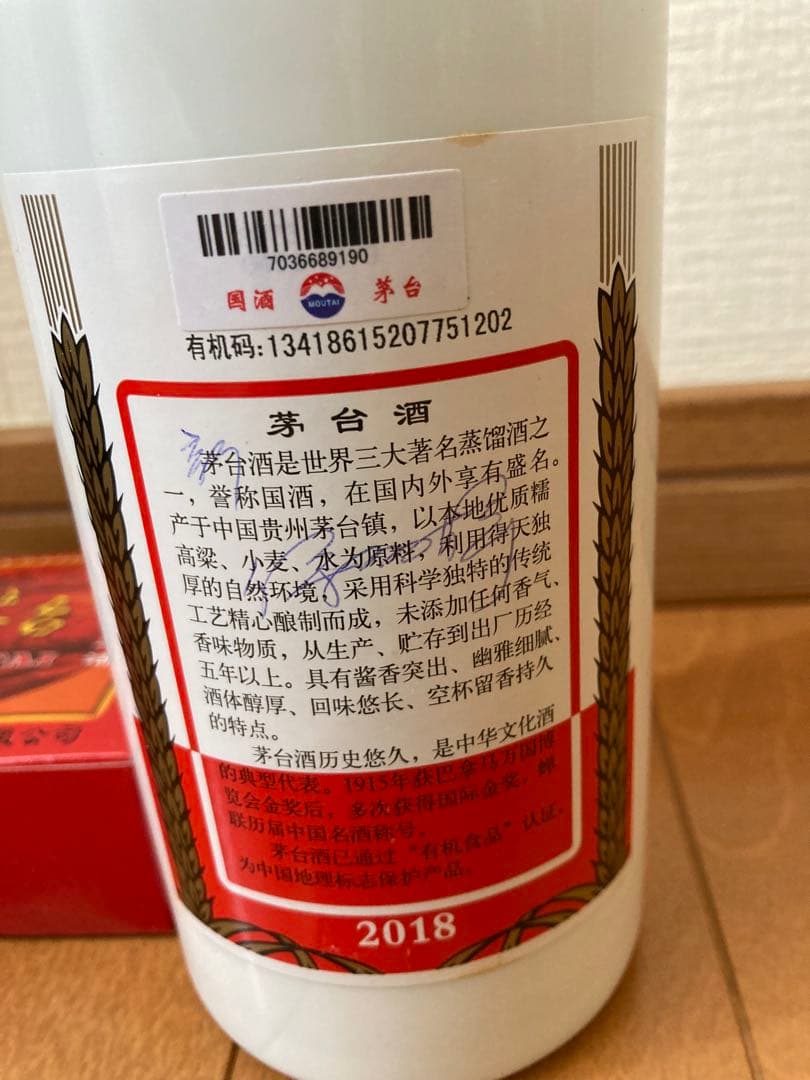 7036689190
国酒 MOUTAI 茅台
有机码:13418615207751202
茅台酒
茅台酒是世界三大著名蒸馏酒之
一，誉称国酒，在国内外享有盛名。
产于中国贵州茅台镇，以本地优质糯
高粱、小麦、水为原料，利用得天独
厚的自然环境，采用科学独特的传统
工艺精心酿制而成，未添加任何香气、
香味物质，从生产、贮存到出厂历经
五年以上。具有酱香突出、幽雅细腻、
酒体醇厚、回味悠长、空杯留香持久
的特点。
茅台酒历史悠久，是中华文化酒
的典型代表。1915年获巴拿马万国博
览会金奖后，多次获得国际金奖，蝉
联历届中国名酒称号。
茅台酒已通过“有机食品”认证，
为中国地理标志保护产品。
2018
公司